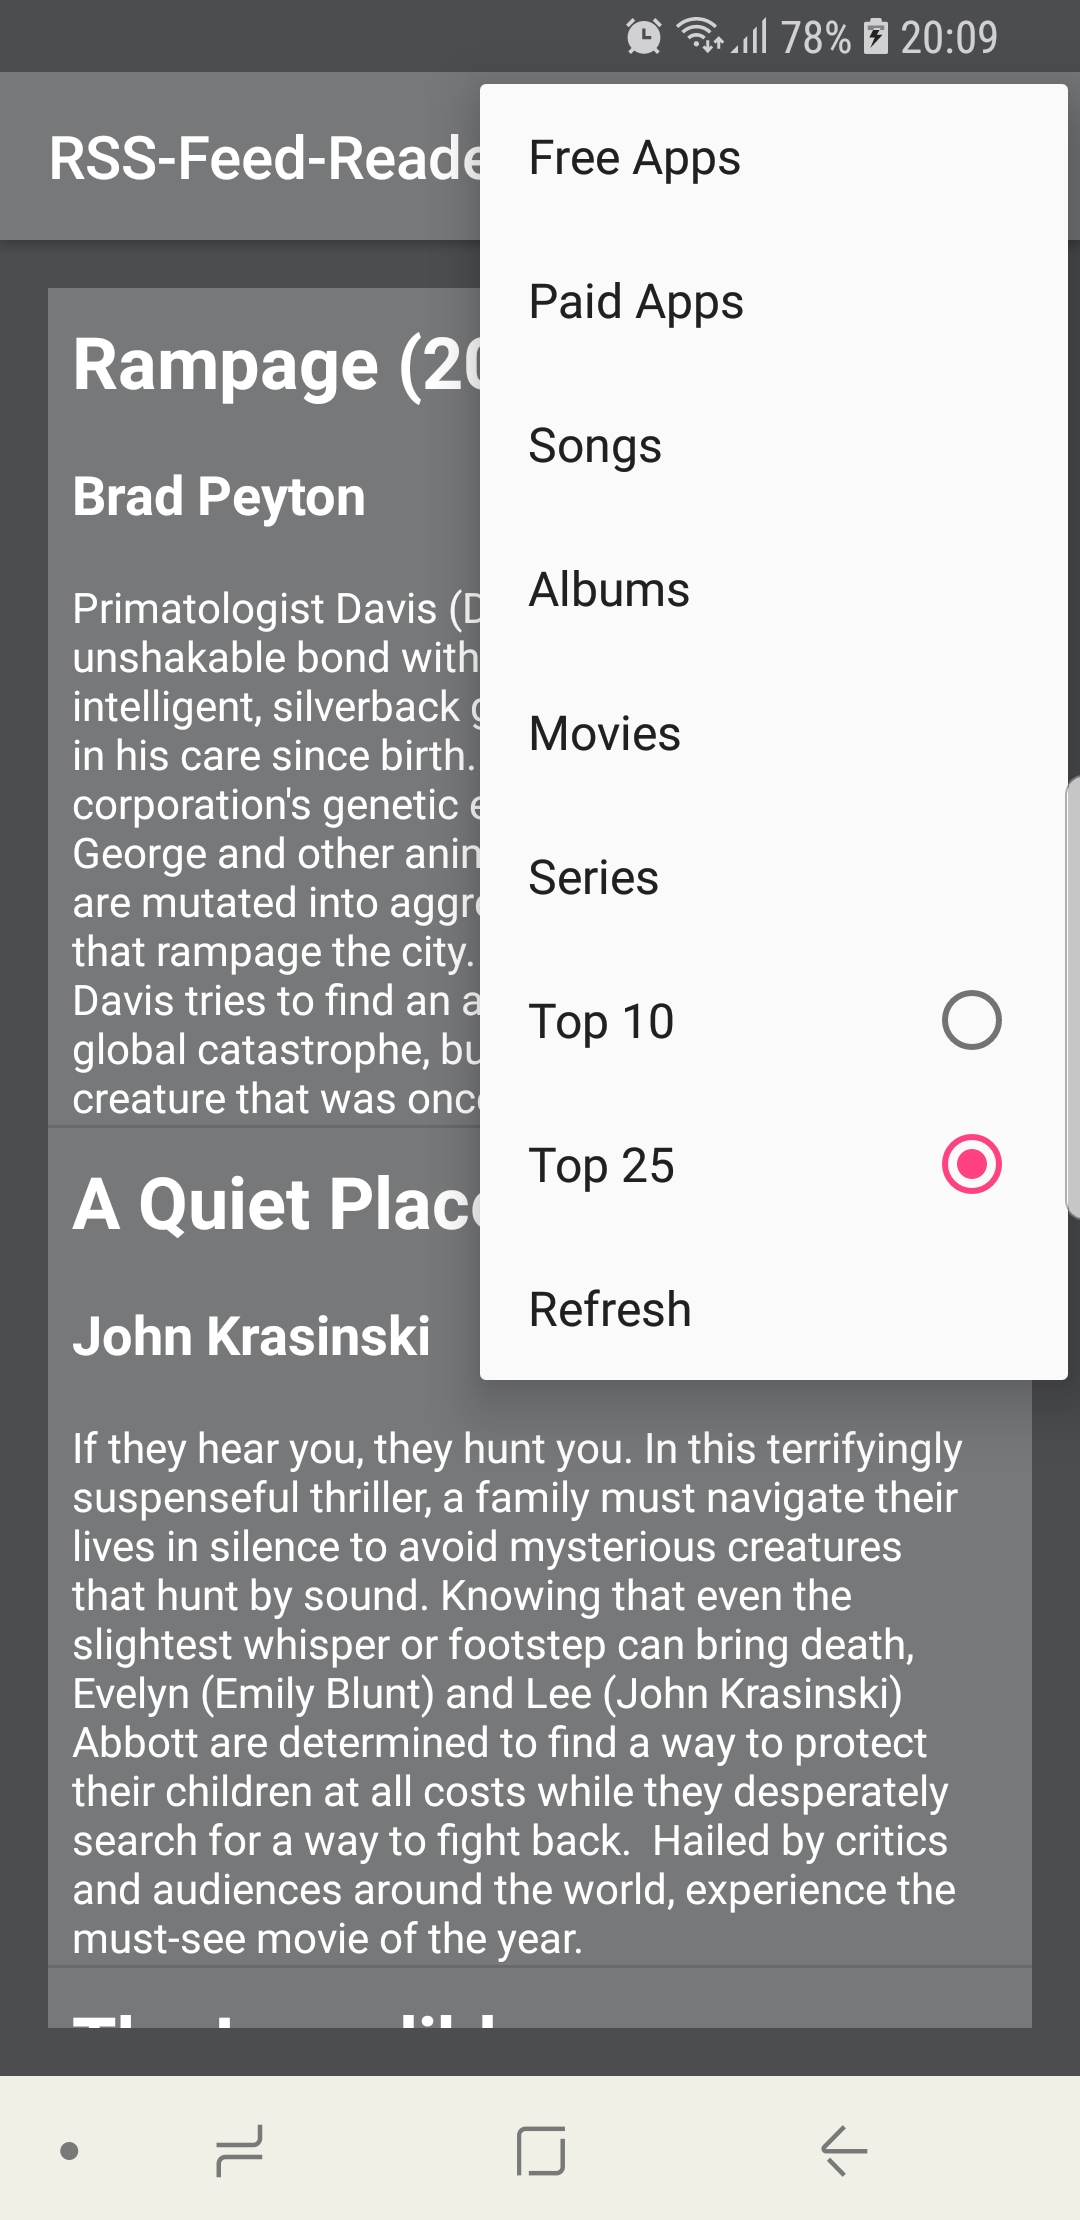 78% 20:09
RSS-Feed-Reade
Free Apps
Paid Apps
Songs
Albums
Movies
Series
Top 10
Top 25
Refresh
Rampage (20
Brad Peyton
Primatologist Davis (D
unshakable bond with
intelligent, silverback g
in his care since birth.
corporation's genetic e
George and other anim
are mutated into aggre
that rampage the city.
Davis tries to find an a
global catastrophe, bu
creature that was once
A Quiet Place
John Krasinski
If they hear you, they hunt you. In this terrifyingly
suspenseful thriller, a family must navigate their
lives in silence to avoid mysterious creatures
that hunt by sound. Knowing that even the
slightest whisper or footstep can bring death,
Evelyn (Emily Blunt) and Lee (John Krasinski)
Abbott are determined to find a way to protect
their children at all costs while they desperately
search for a way to fight back.  Hailed by critics
and audiences around the world, experience the
must-see movie of the year.